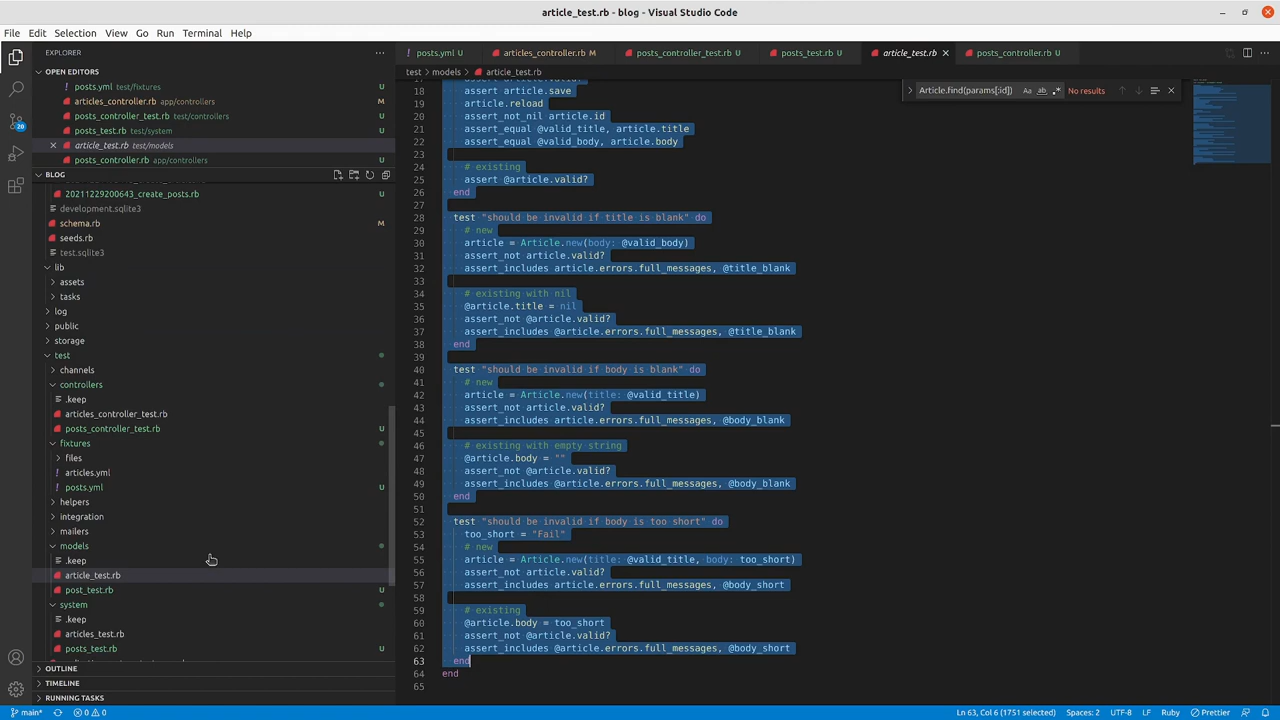 article_test.rb - blog - Visual Studio Code
File Edit Selection View Go Run Terminal Help
EXPLORER
OPEN EDITORS
posts.yml test/fixtures U
articles_controller.rb app/controllers M
posts_controller_test.rb test/controllers U
posts_test.rb test/system U
article_test.rb test/models
posts_controller.rb app/controllers U
BLOG
20211229200643_create_posts.rb U
development.sqlite3
schema.rb M
seeds.rb
test.sqlite3
lib
assets
tasks
log
public
storage
test
channels
controllers
.keep
articles_controller_test.rb
posts_controller_test.rb U
fixtures
files
articles.yml
posts.yml U
helpers
integration
mailers
models
.keep
article_test.rb
post_test.rb U
system
.keep
articles_test.rb
posts_test.rb U
OUTLINE
TIMELINE
RUNNING TASKS
20
posts.yml U articles_controller.rb M posts_controller_test.rb U posts_test.rb U article_test.rb posts_controller.rb U
test > models > article_test.rb
Article.find(params[:id]) Aa ab .* No results
17 assert article.valid?
18 assert article.save
19 article.reload
20 assert_not_nil article.id
21 assert_equal @valid_title, article.title
22 assert_equal @valid_body, article.body
23
24 # existing
25 assert @article.valid?
26 end
27
28 test "should be invalid if title is blank" do
29 # new
30 article = Article.new(body: @valid_body)
31 assert_not article.valid?
32 assert_includes article.errors.full_messages, @title_blank
33
34 # existing with nil
35 @article.title = nil
36 assert_not @article.valid?
37 assert_includes @article.errors.full_messages, @title_blank
38 end
39
40 test "should be invalid if body is blank" do
41 # new
42 article = Article.new(title: @valid_title)
43 assert_not article.valid?
44 assert_includes article.errors.full_messages, @body_blank
45
46 # existing with empty string
47 @article.body = ""
48 assert_not @article.valid?
49 assert_includes @article.errors.full_messages, @body_blank
50 end
51
52 test "should be invalid if body is too short" do
53 too_short = "Fail"
54 # new
55 article = Article.new(title: @valid_title, body: too_short)
56 assert_not article.valid?
57 assert_includes article.errors.full_messages, @body_short
58
59 # existing
60 @article.body = too_short
61 assert_not @article.valid?
62 assert_includes @article.errors.full_messages, @body_short
63 end
64 end
65
main* 0 0 Ln 63, Col 6 (1751 selected) Spaces: 2 UTF-8 LF Ruby Prettier